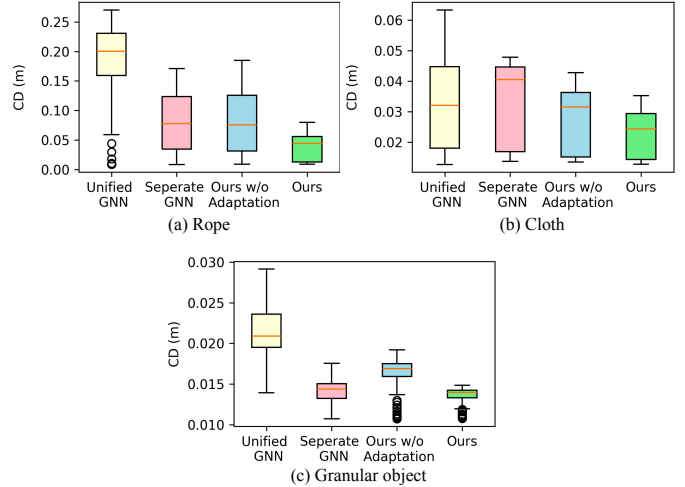 CD (m)
0.25
0.20
0.15
0.10
0.05
0.00
Unified GNN
Seperate GNN
Ours w/o Adaptation
Ours
(a) Rope
CD (m)
0.06
0.05
0.04
0.03
0.02
Unified GNN
Seperate GNN
Ours w/o Adaptation
Ours
(b) Cloth
CD (m)
0.030
0.025
0.020
0.015
0.010
Unified GNN
Seperate GNN
Ours w/o Adaptation
Ours
(c) Granular object